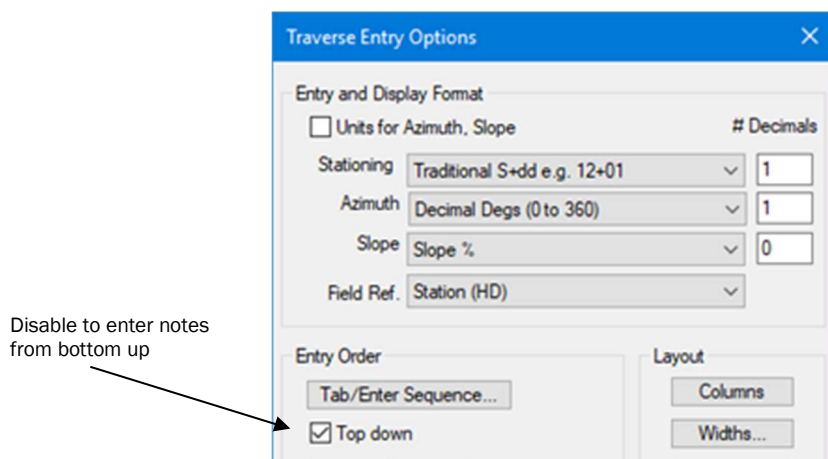 Traverse Entry Options
Entry and Display Format
Units for Azimuth, Slope
# Decimals
Stationing Traditional S+dd e.g. 12+01 1
Azimuth Decimal Degs (0 to 360) 1
Slope Slope % 0
Field Ref. Station (HD)
Disable to enter notes
from bottom up
Entry Order
Tab/Enter Sequence...
Top down
Layout
Columns
Widths...